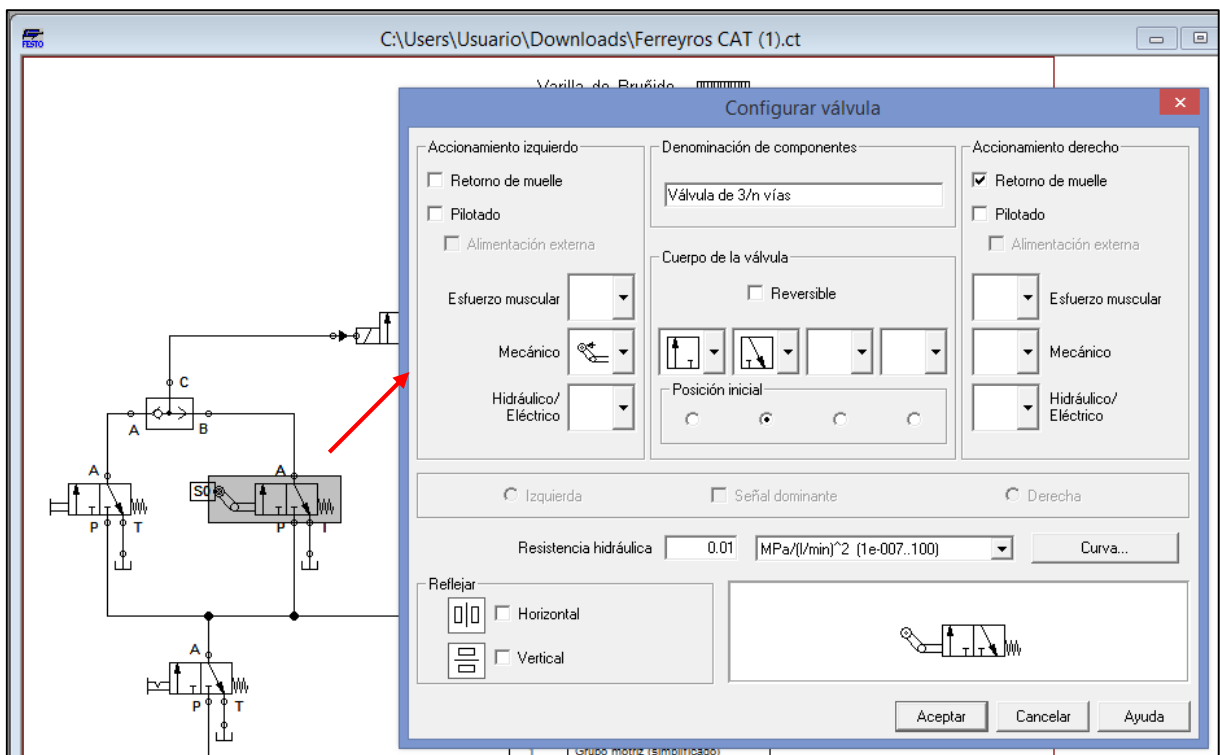 FESTO
C:\Users\Usuario\Downloads\Ferreyros CAT (1).ct
Varilla de Bruñido
Configurar válvula
Accionamiento izquierdo
Retorno de muelle
Pilotado
Alimentación externa
Esfuerzo muscular
Mecánico
Hidráulico/
Eléctrico
Denominación de componentes
Válvula de 3/n vías
Cuerpo de la válvula
Reversible
T
T
Posición inicial
Accionamiento derecho
Retorno de muelle
Pilotado
Alimentación externa
Esfuerzo muscular
Mecánico
Hidráulico/
Eléctrico
Izquierda
Señal dominante
Derecha
Resistencia hidráulica
0.01
MPa/(l/min)^2 (1e-007..100)
Curva...
Reflejar
Horizontal
Vertical
Aceptar
Cancelar
Ayuda
C
A
B
A
P
T
S0
A
P
T
A
P
T
Grupo motriz (simplificado)